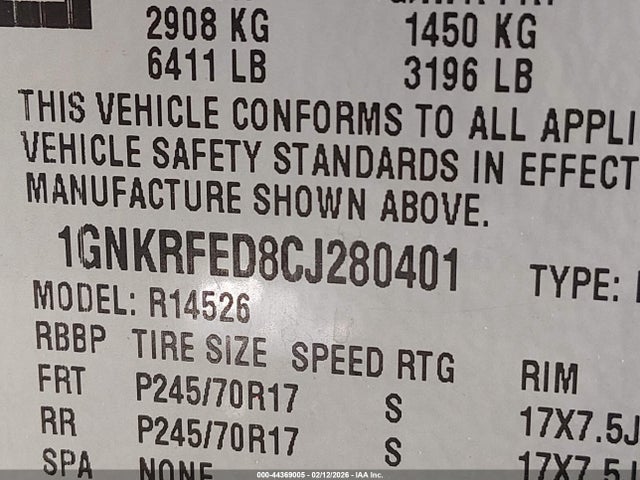 2908 KG 1450 KG
6411 LB 3196 LB
THIS VEHICLE CONFORMS TO ALL APPLI
VEHICLE SAFETY STANDARDS IN EFFECT
MANUFACTURE SHOWN ABOVE.
1GNKRFED8CJ280401 TYPE:
MODEL: R14526
RBBP TIRE SIZE SPEED RTG RIM
FRT P245/70R17 S 17X7.5J
RR P245/70R17 S 17X7.5J
SPA NONE
000-44369005 - 02/12/2026 - IAA Inc.